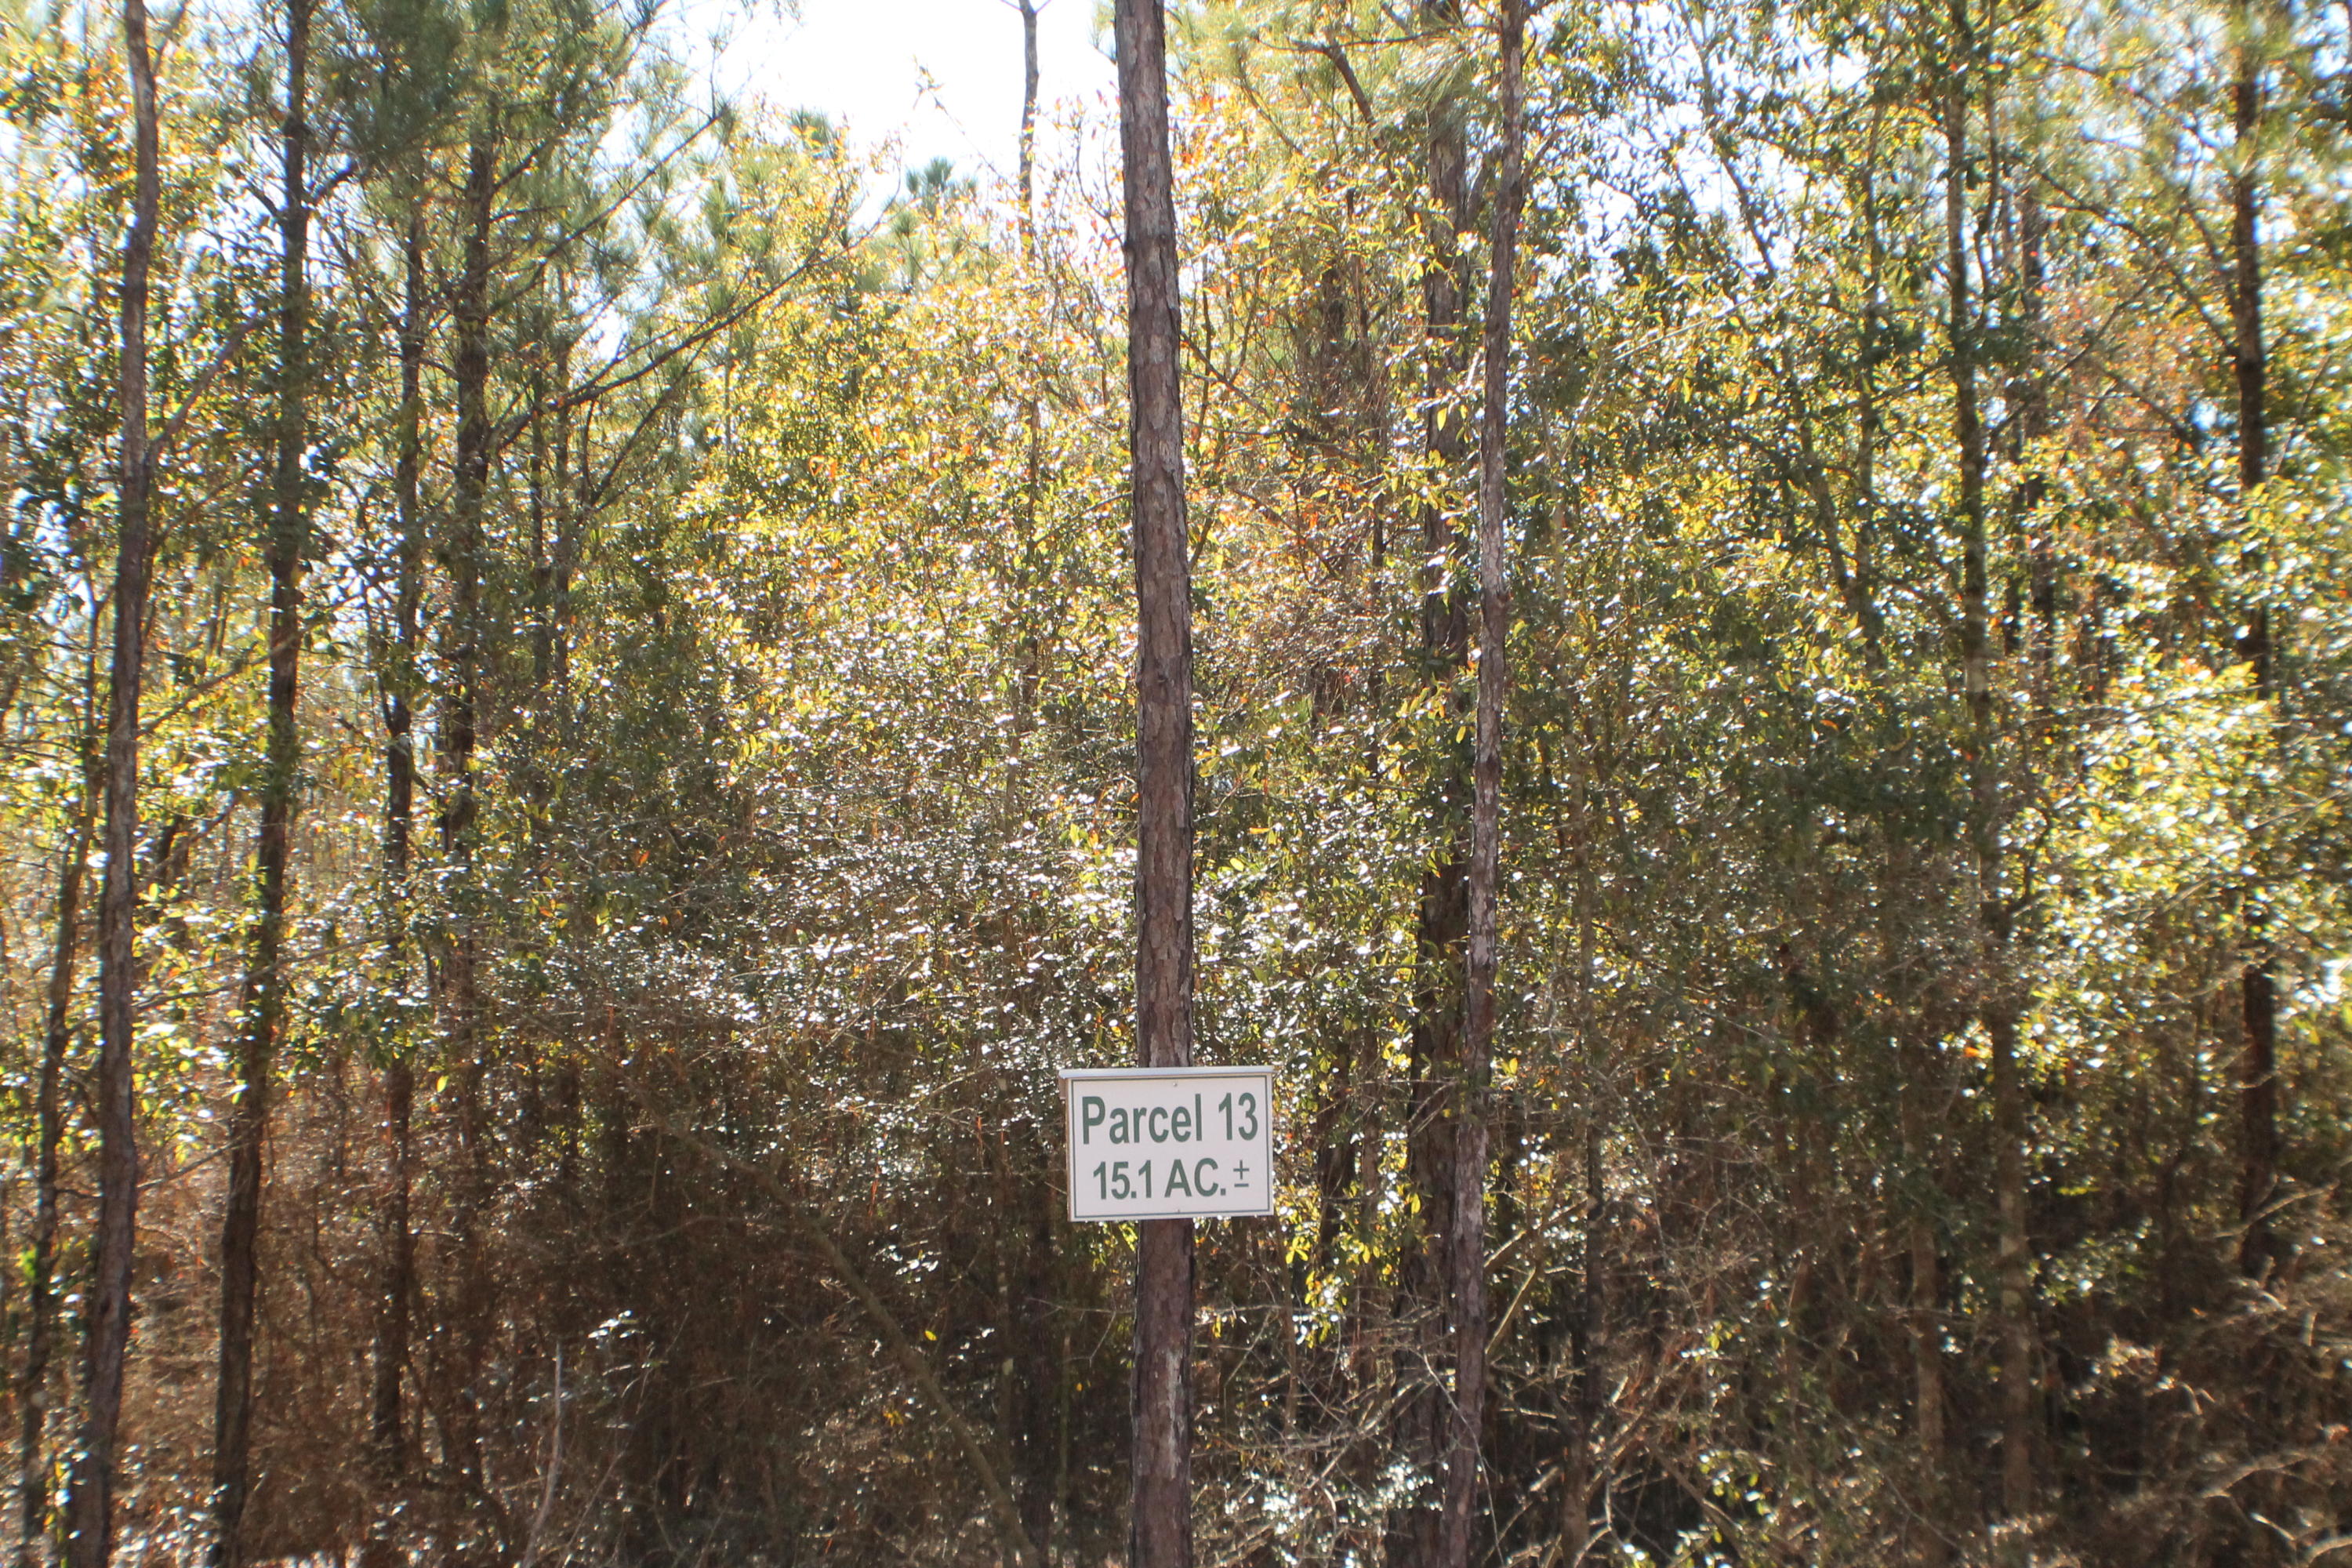 Parcel 13
15.1 AC. ±